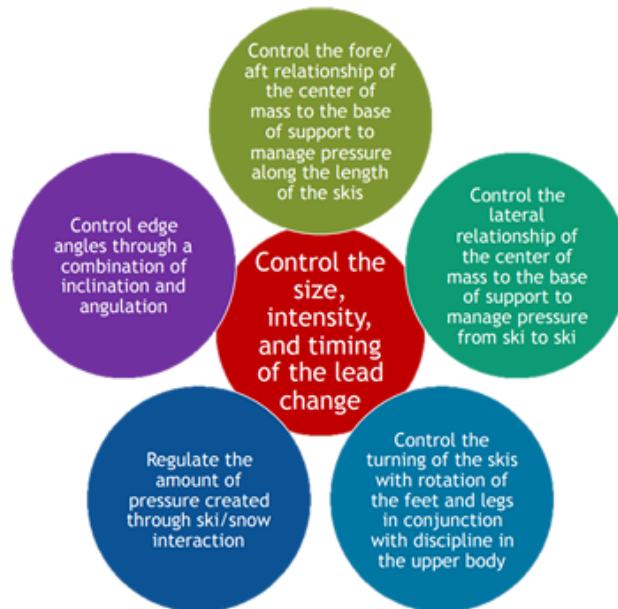 Control the fore/
aft relationship of
the center of
mass to the base
of support to
manage pressure
along the length
of the skis
Control edge
angles through a
combination of
inclination and
angulation
Control the
lateral
relationship of
the center of
mass to the base
of support to
manage pressure
from ski to ski
Control the
size,
intensity,
and timing
of the lead
change
Regulate the
amount of
pressure created
through ski/snow
interaction
Control the
turning of the skis
with rotation of
the feet and legs
in conjunction
with discipline in
the upper body